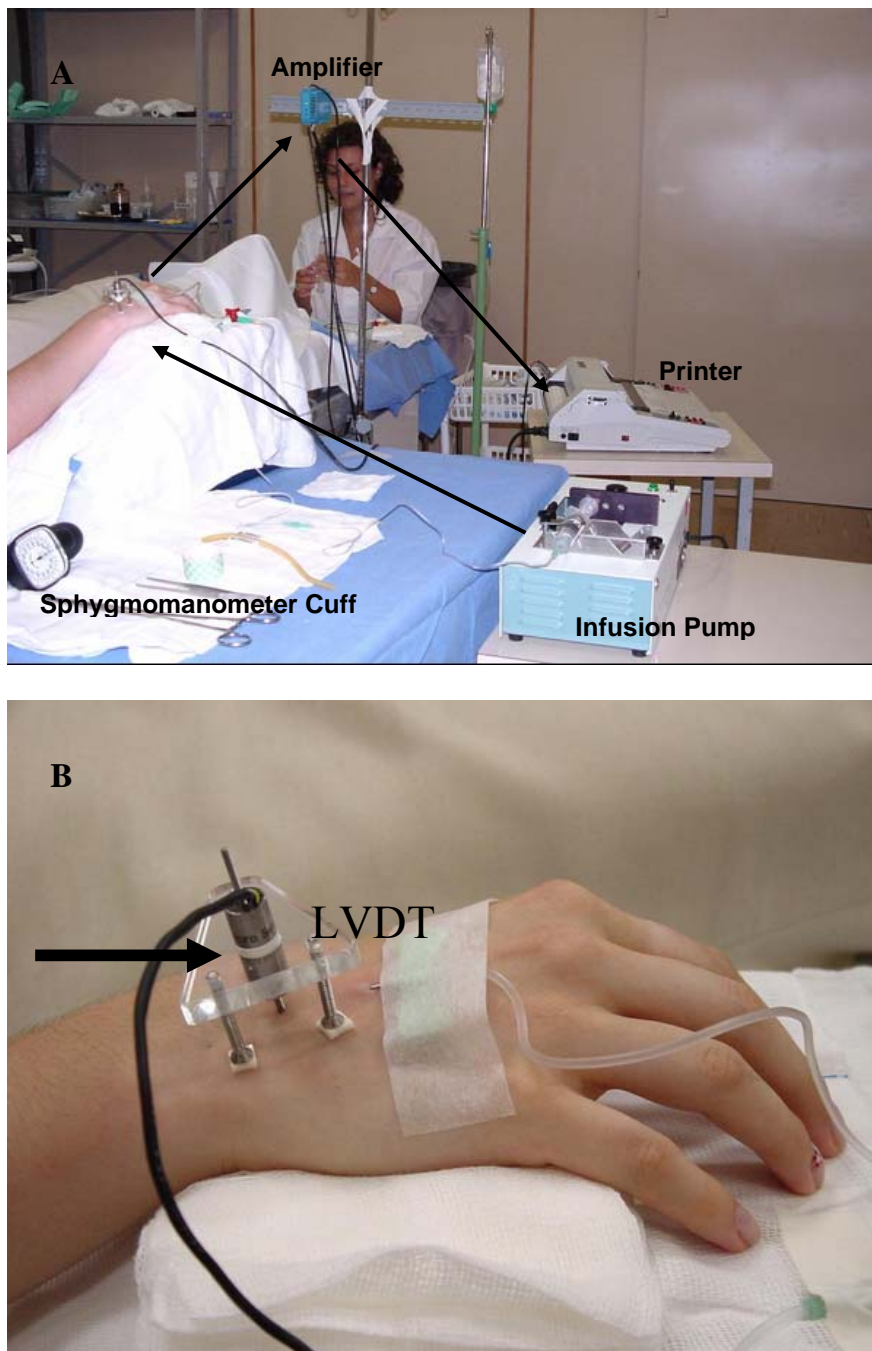 A
Amplifier
Printer
Sphygmomanometer Cuff
Infusion Pump
B
LVDT